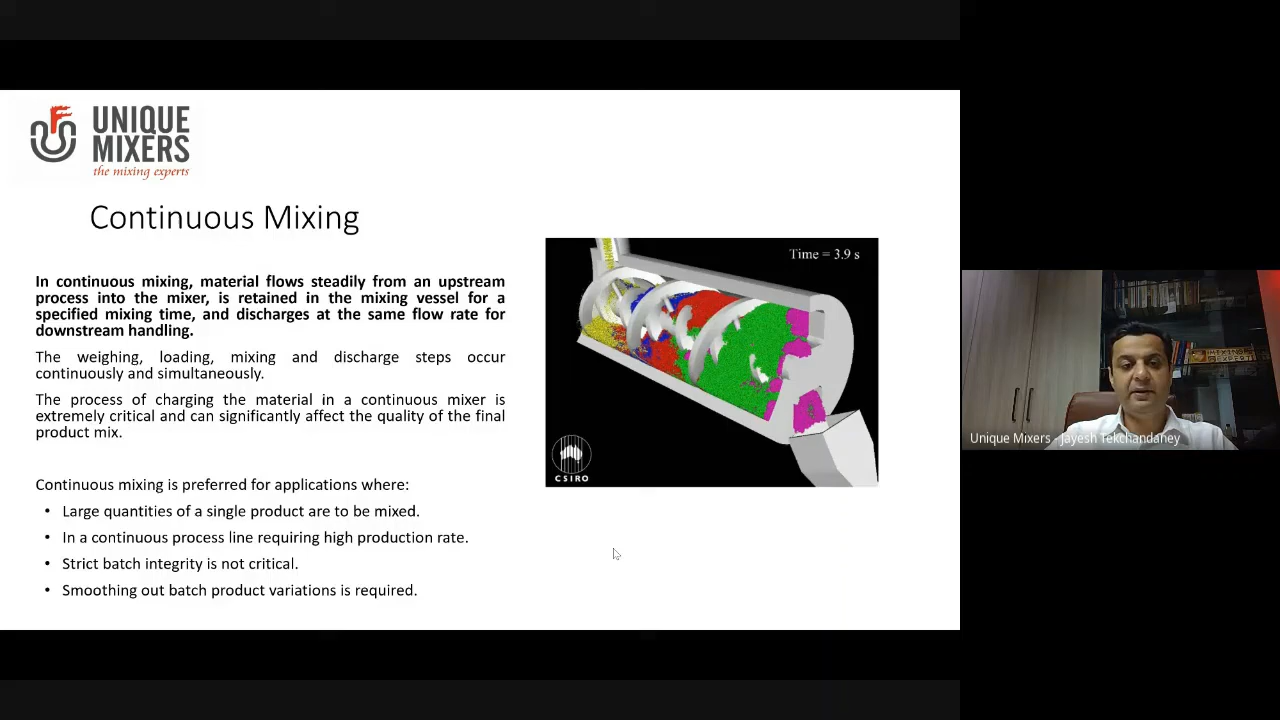 UNIQUE
MIXERS
the mixing experts
Continuous Mixing
In continuous mixing, material flows steadily from an upstream
process into the mixer, is retained in the mixing vessel for a
specified mixing time, and discharges at the same flow rate for
downstream handling.
The weighing, loading, mixing and discharge steps occur
continuously and simultaneously.
The process of charging the material in a continuous mixer is
extremely critical and can significantly affect the quality of the final
product mix.
Continuous mixing is preferred for applications where:
• Large quantities of a single product are to be mixed.
• In a continuous process line requiring high production rate.
• Strict batch integrity is not critical.
• Smoothing out batch product variations is required.
Time = 3.9 s
CSIRO
Unique Mixers - Jayesh Tekchandaney